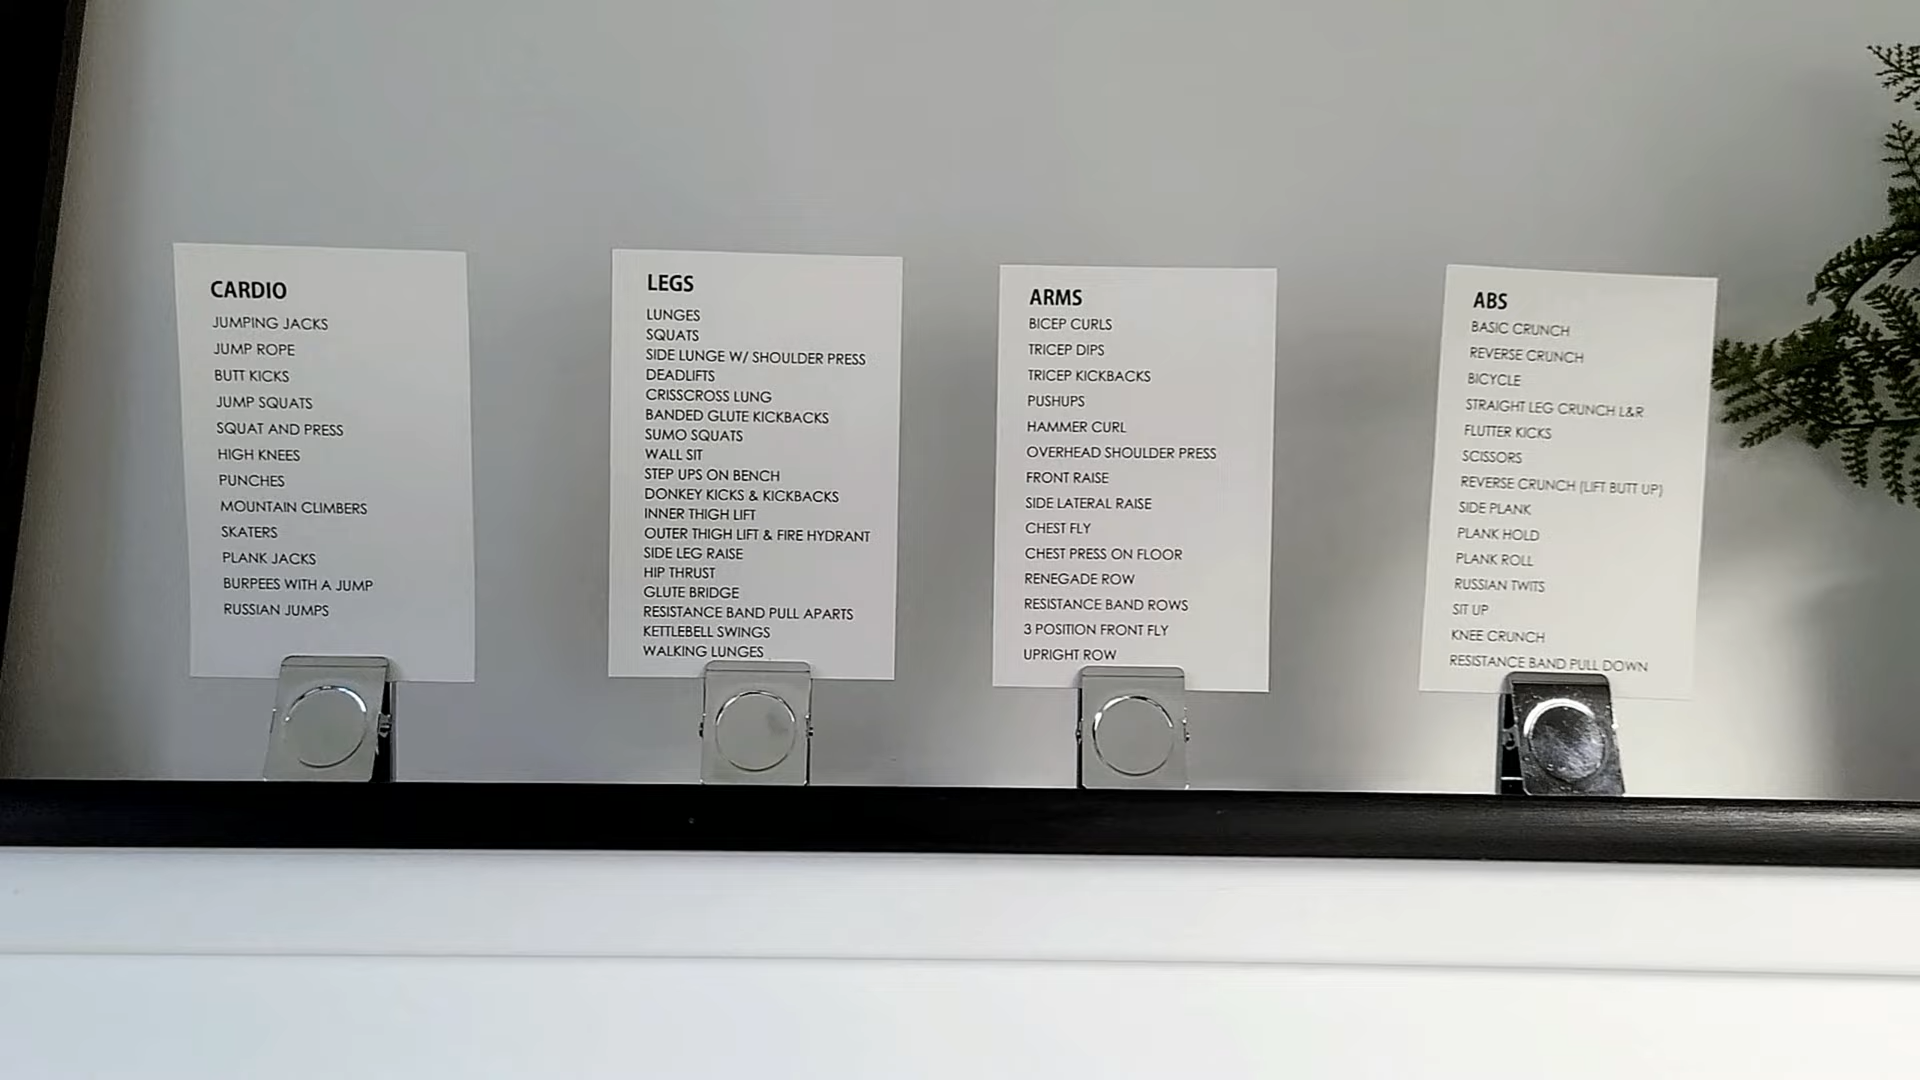 CARDIO
JUMPING JACKS
JUMP ROPE
BUTT KICKS
JUMP SQUATS
SQUAT AND PRESS
HIGH KNEES
PUNCHES
MOUNTAIN CLIMBERS
SKATERS
PLANK JACKS
BURPEES WITH A JUMP
RUSSIAN JUMPS
LEGS
LUNGES
SQUATS
SIDE LUNGE W/ SHOULDER PRESS
DEADLIFTS
CRISSCROSS LUNG
BANDED GLUTE KICKBACKS
SUMO SQUATS
WALL SIT
STEP UPS ON BENCH
DONKEY KICKS & KICKBACKS
INNER THIGH LIFT
OUTER THIGH LIFT & FIRE HYDRANT
SIDE LEG RAISE
HIP THRUST
GLUTE BRIDGE
RESISTANCE BAND PULL APARTS
KETTLEBELL SWINGS
WALKING LUNGES
ARMS
BICEP CURLS
TRICEP DIPS
TRICEP KICKBACKS
PUSHUPS
HAMMER CURL
OVERHEAD SHOULDER PRESS
FRONT RAISE
SIDE LATERAL RAISE
CHEST FLY
CHEST PRESS ON FLOOR
RENEGADE ROW
RESISTANCE BAND ROWS
3 POSITION FRONT FLY
UPRIGHT ROW
ABS
BASIC CRUNCH
REVERSE CRUNCH
BICYCLE
STRAIGHT LEG CRUNCH L&R
FLUTTER KICKS
SCISSORS
REVERSE CRUNCH (LIFT BUTT UP)
SIDE PLANK
PLANK HOLD
PLANK ROLL
RUSSIAN TWITS
SIT UP
KNEE CRUNCH
RESISTANCE BAND PULL DOWN